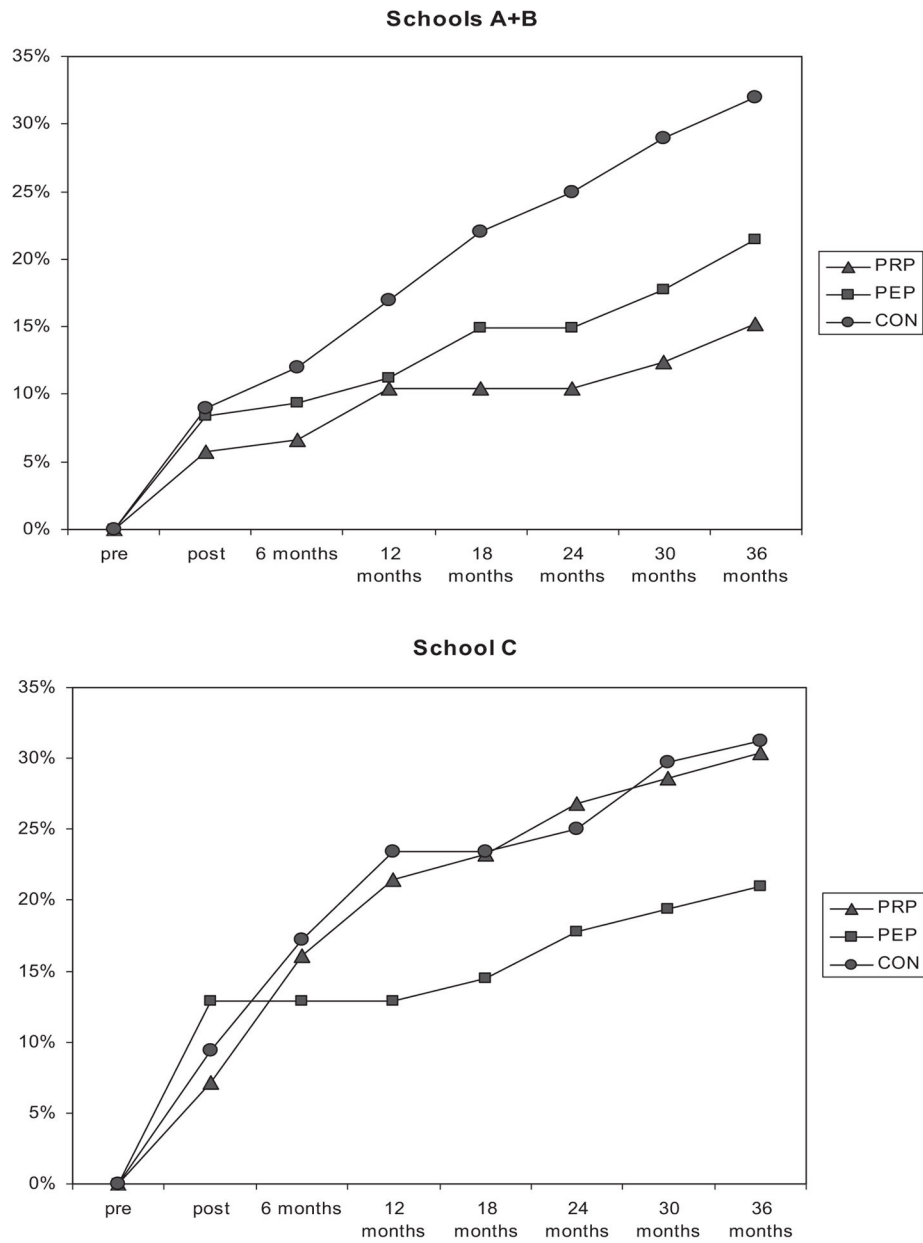 Schools A+B
35%
30%
25%
20%
15%
10%
5%
0%
pre
post
6 months
12 months
18 months
24 months
30 months
36 months
PRP
PEP
CON
School C
35%
30%
25%
20%
15%
10%
5%
0%
pre
post
6 months
12 months
18 months
24 months
30 months
36 months
PRP
PEP
CON